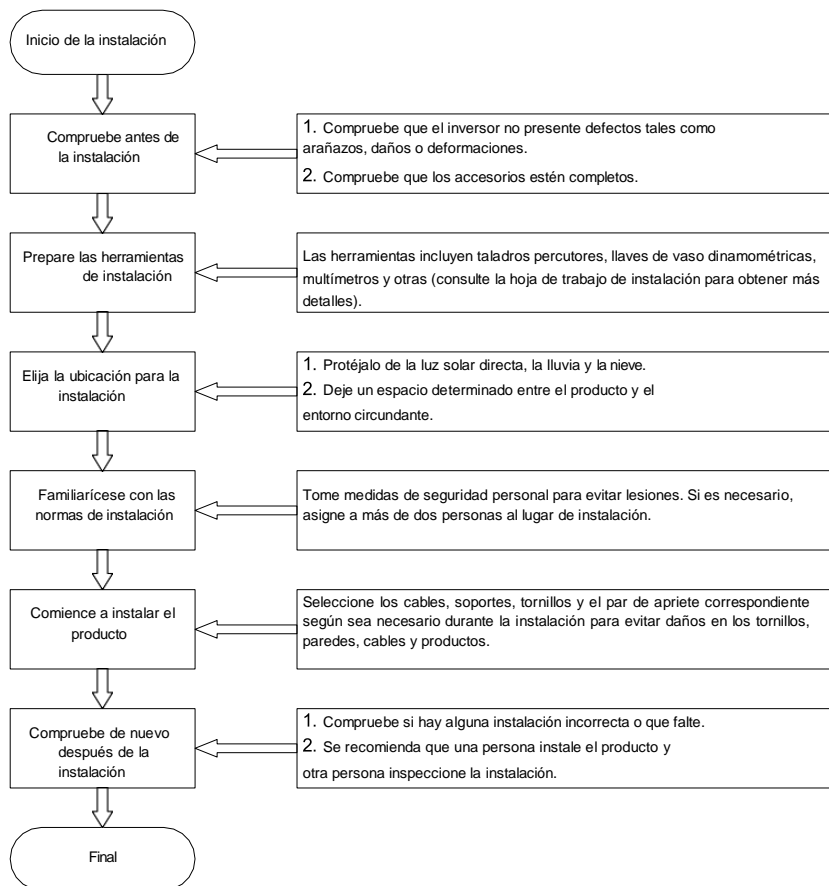 Inicio de la instalación
Compruebe antes de
la instalación
1. Compruebe que el inversor no presente defectos tales como
arañazos, daños o deformaciones.
2. Compruebe que los accesorios estén completos.
Prepare las herramientas
de instalación
Las herramientas incluyen taladros percutores, llaves de vaso dinamométricas,
multímetros y otras (consulte la hoja de trabajo de instalación para obtener más
detalles).
Elija la ubicación para la
instalación
1. Protéjalo de la luz solar directa, la lluvia y la nieve.
2. Deje un espacio determinado entre el producto y el
entorno circundante.
Familiarícese con las
normas de instalación
Tome medidas de seguridad personal para evitar lesiones. Si es necesario,
asigne a más de dos personas al lugar de instalación.
Comience a instalar el
producto
Seleccione los cables, soportes, tornillos y el par de apriete correspondiente
según sea necesario durante la instalación para evitar daños en los tornillos,
paredes, cables y productos.
Compruebe de nuevo
después de la
instalación
1. Compruebe si hay alguna instalación incorrecta o que falte.
2. Se recomienda que una persona instale el producto y
otra persona inspeccione la instalación.
Final